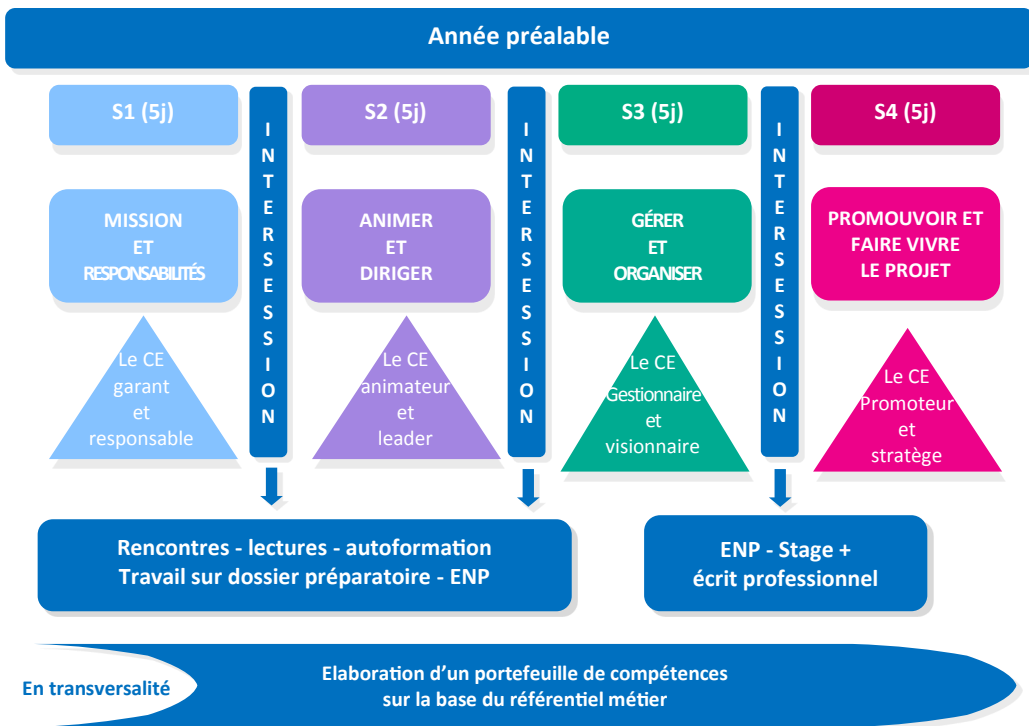 Année préalable
S1 (5j)
S2 (5j)
S3 (5j)
S4 (5j)
MISSION
ET
RESPONSABILITÉS
Le CE
garant
et
responsable
INTERSESSION
ANIMER
ET
DIRIGER
Le CE
animateur
et
leader
INTERSESSION
GÉRER
ET
ORGANISER
Le CE
Gestionnaire
et
visionnaire
INTERSESSION
PROMOUVOIR ET
FAIRE VIVRE
LE PROJET
Le CE
Promoteur
et
stratège
Rencontres - lectures - autoformation
Travail sur dossier préparatoire - ENP
ENP - Stage +
écrit professionnel
En transversalité
Elaboration d'un portefeuille de compétences
sur la base du référentiel métier